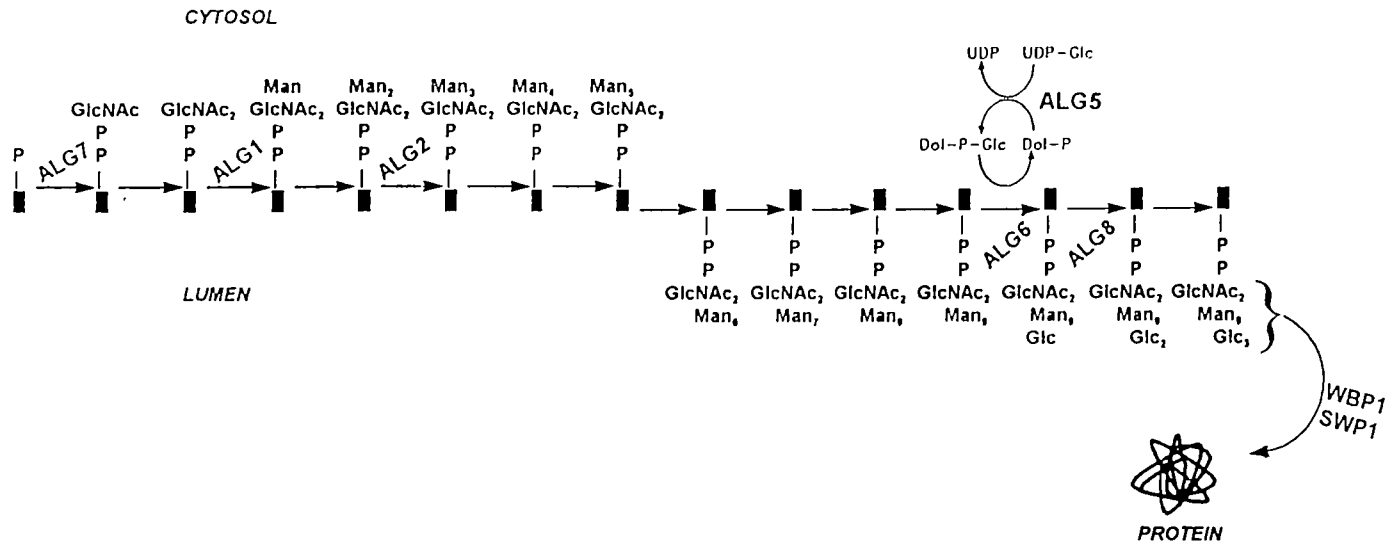 CYTOSOL
UDP UDP-Glc
ALG5
Dol-P-Glc Dol-P
Man Man₂ Man₃ Man₄ Man₅
GlcNAc GlcNAc₂ GlcNAc₂ GlcNAc₂ GlcNAc₂ GlcNAc₂ GlcNAc₂
P P P P P P P
P P P P P P P P
ALG7 ALG1 ALG2
ALG6 ALG8
P P P P P P P
P P P P P P P
LUMEN
GlcNAc₂ GlcNAc₂ GlcNAc₂ GlcNAc₂ GlcNAc₂ GlcNAc₂ GlcNAc₂
Man₆ Man₇ Man₈ Man₉ Man₉ Man₉ Man₉
Glc Glc₂ Glc₃
WBP1
SWP1
PROTEIN